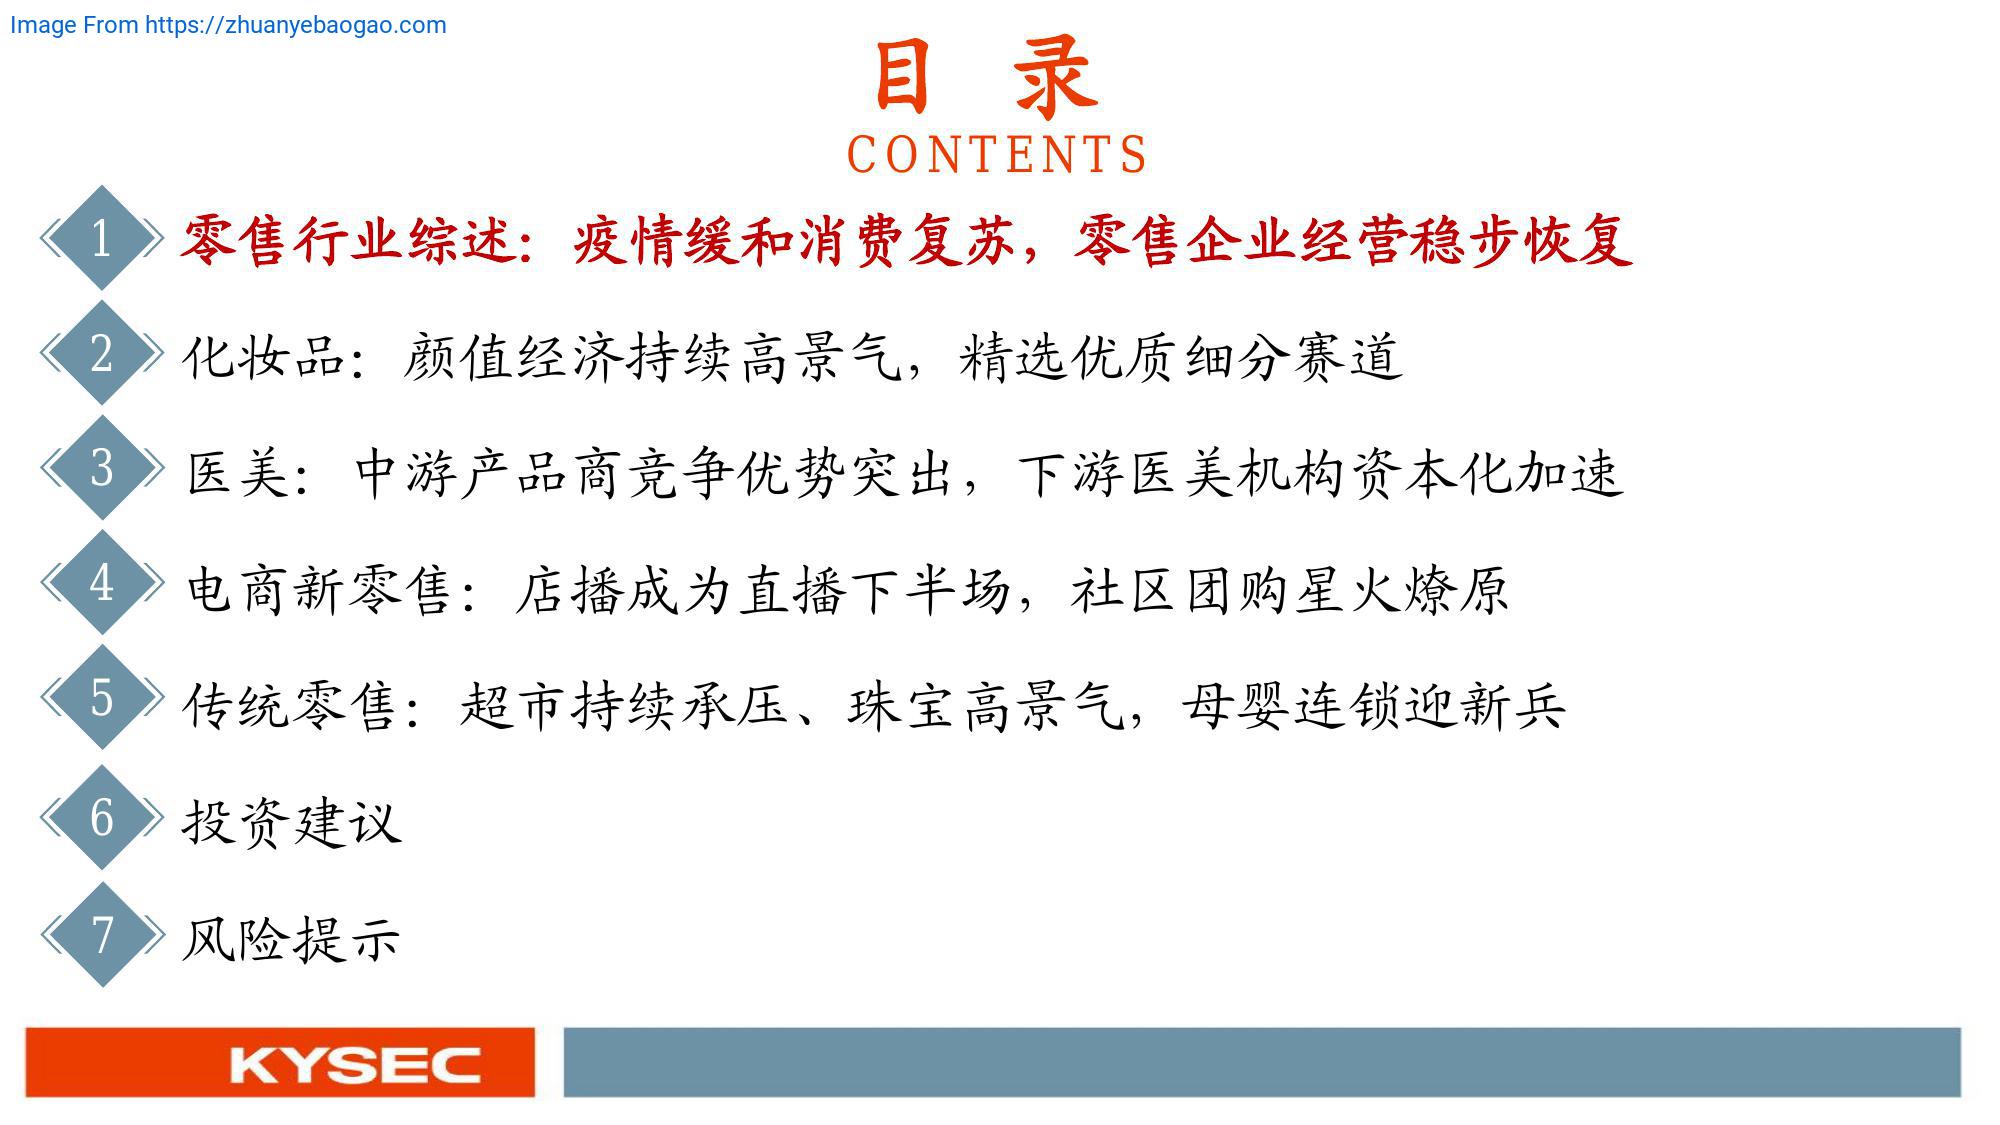 Image From https://zhuanyebaogao.com
目 录
CONTENTS
1 零售行业综述：疫情缓和消费复苏，零售企业经营稳步恢复
2 化妆品：颜值经济持续高景气，精选优质细分赛道
3 医美：中游产品商竞争优势突出，下游医美机构资本化加速
4 电商新零售：店播成为直播下半场，社区团购星火燎原
5 传统零售：超市持续承压、珠宝高景气，母婴连锁迎新兵
6 投资建议
7 风险提示
KYSEC